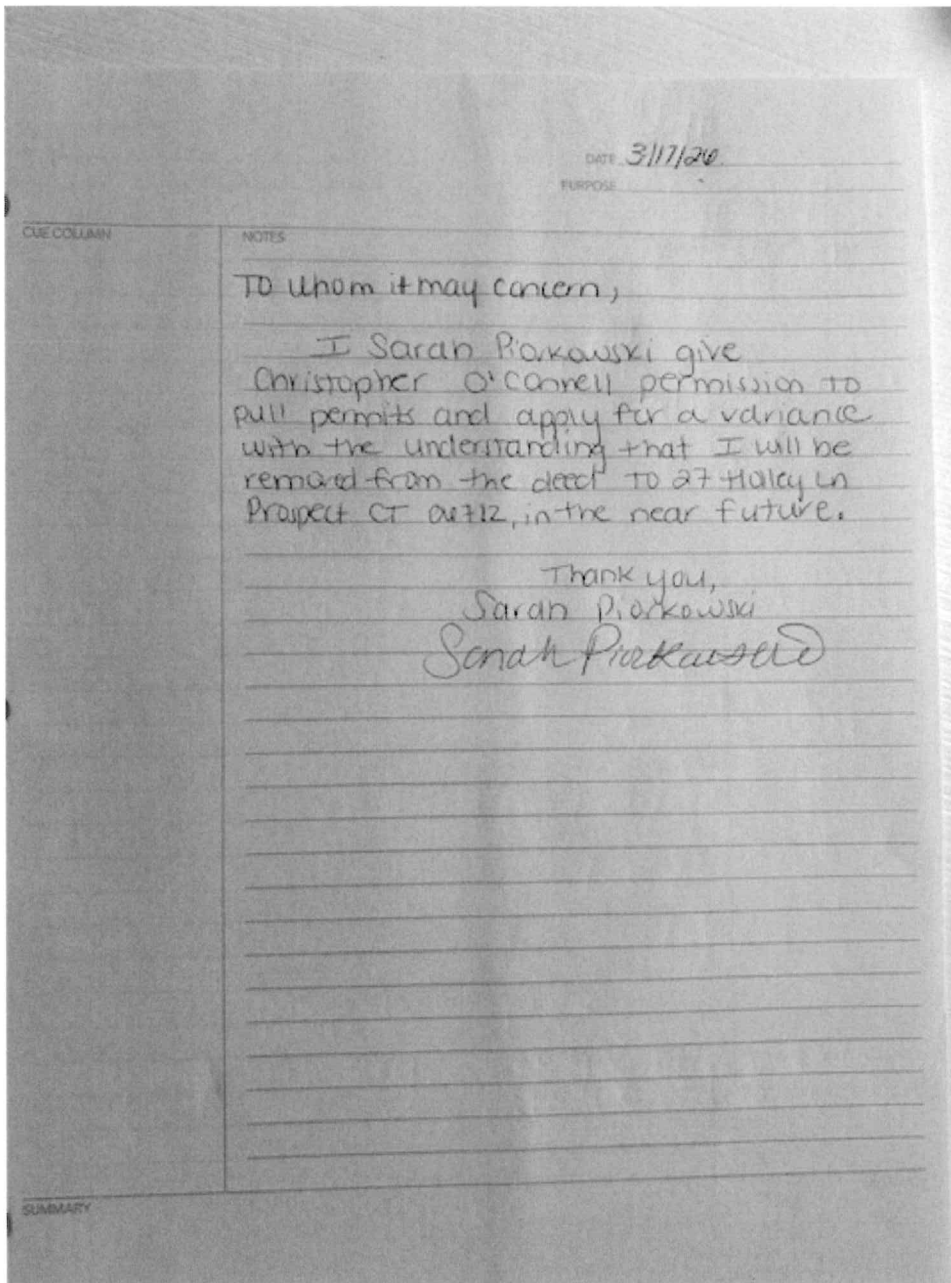 DATE 3/17/26
PURPOSE
CUE COLUMN
NOTES
To whom it may concern,
I Sarah Piorkowski give
Christopher O'Connell permission to
pull permits and apply for a variance
with the understanding that I will be
removed from the deed to 27 Haley Ln
Prospect CT 06712, in the near future.
Thank you,
Sarah Piorkowski
Sarah Piorkowski
SUMMARY